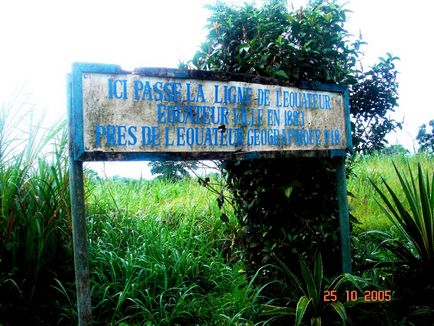 ICI PASSE LA LIGNE DE L'EQUATEUR
EQUATEUR VILLE EN 1883
PRES DE L'EQUATEUR GEOGRAPHIQUE
25 10 2005